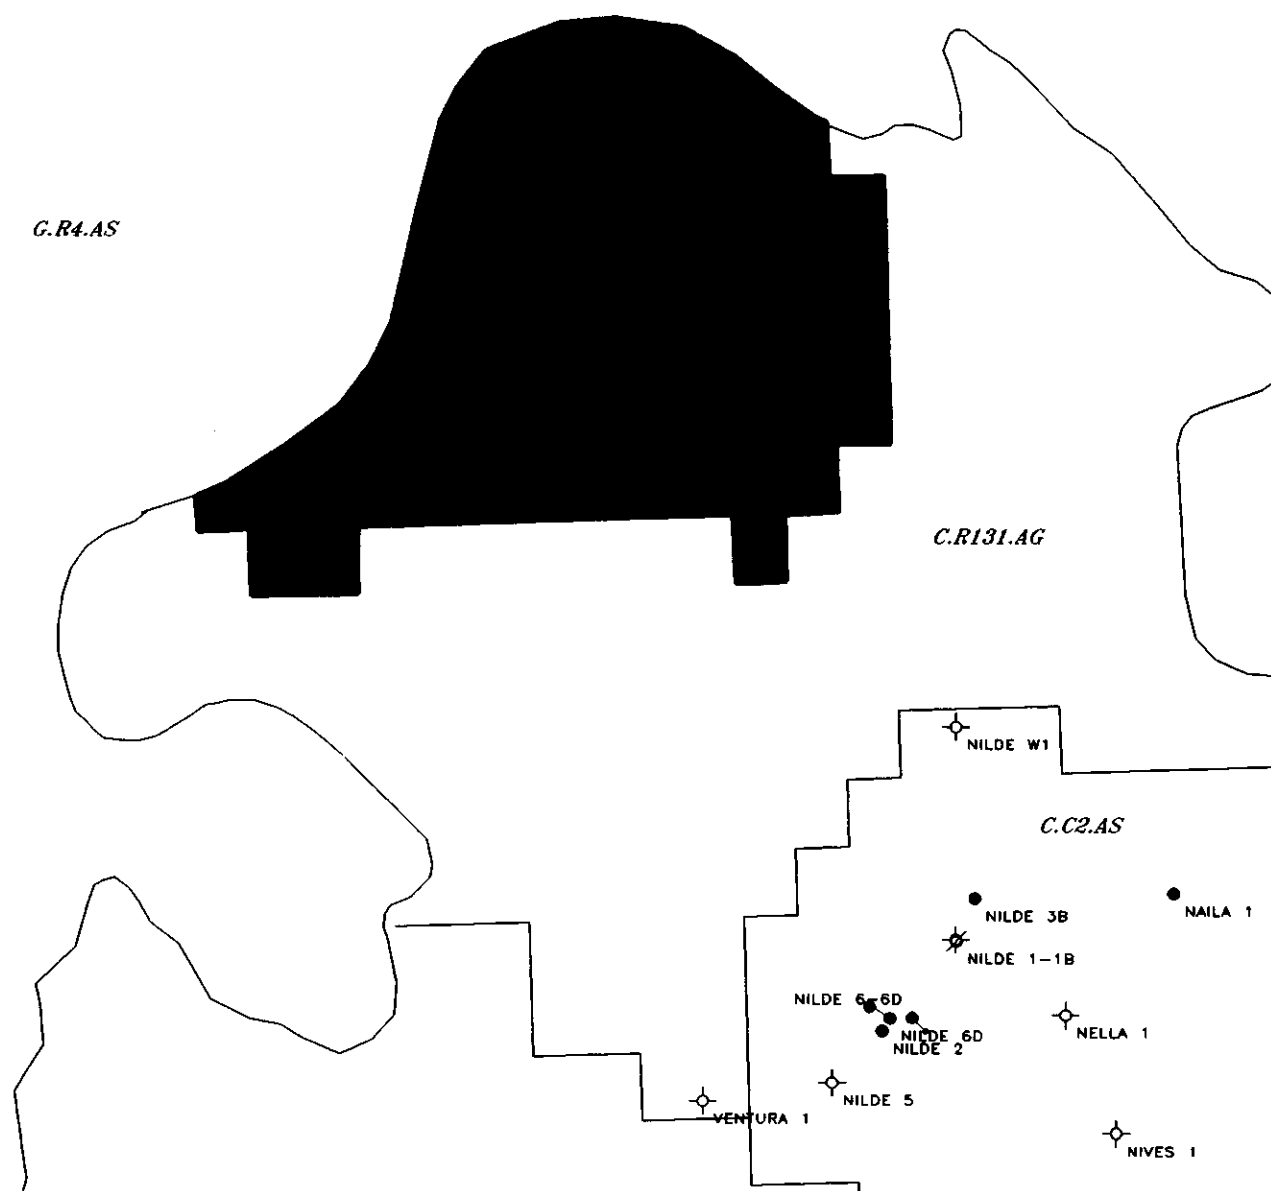 G.R4.AS
C.R131.AG
NILDE W1
C.C2.AS
NILDE 3B
NAILA 1
NILDE 1-1B
NILDE 6-6D
NILDE 6D
NILDE 2
NELLA 1
NILDE 5
VENTURA 1
NIVES 1